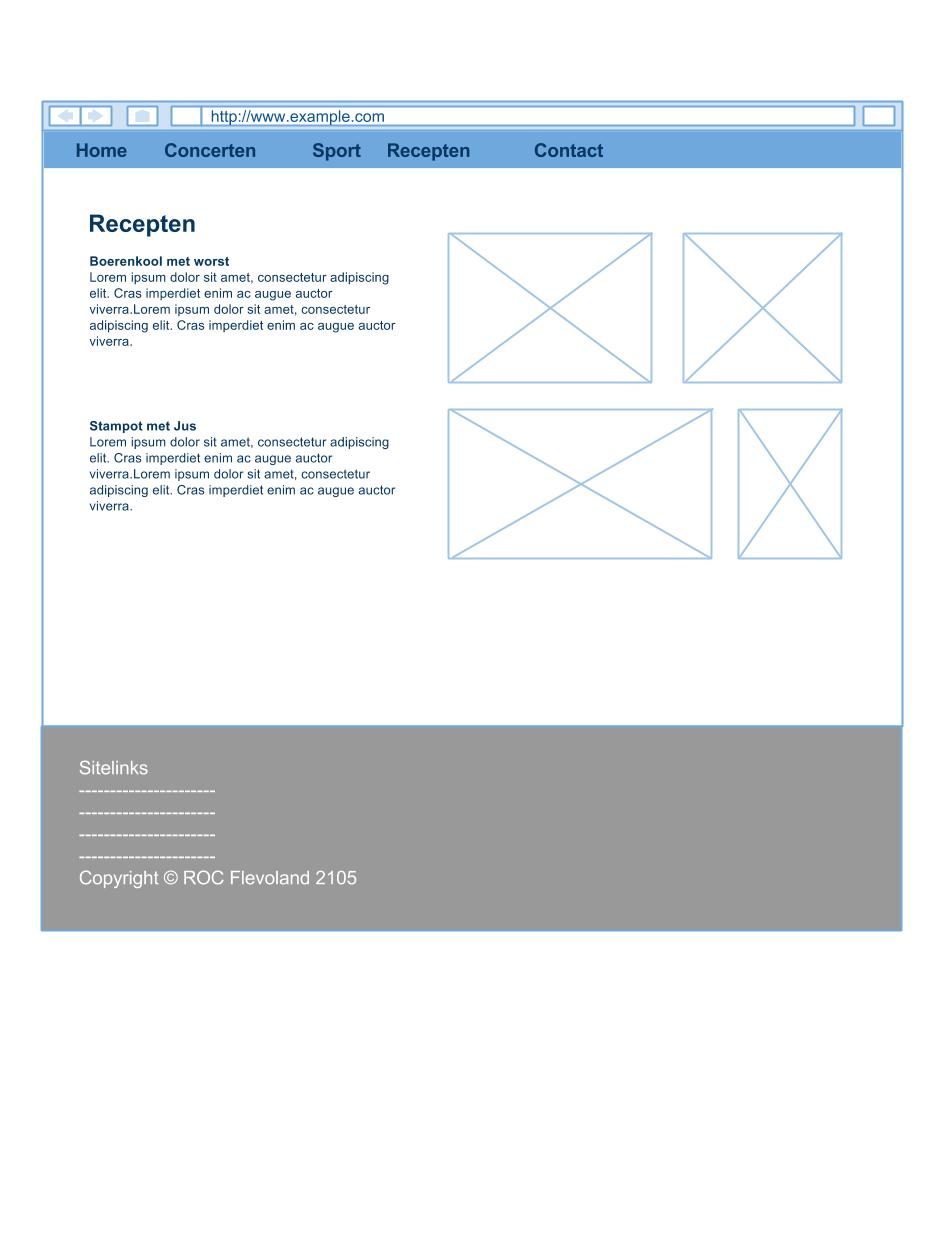 http://www.example.com
Home Concerten Sport Recepten Contact
Recepten
Boerenkool met worst
Lorem ipsum dolor sit amet, consectetur adipiscing
elit. Cras imperdiet enim ac augue auctor
viverra.Lorem ipsum dolor sit amet, consectetur
adipiscing elit. Cras imperdiet enim ac augue auctor
viverra.
Stampot met Jus
Lorem ipsum dolor sit amet, consectetur adipiscing
elit. Cras imperdiet enim ac augue auctor
viverra.Lorem ipsum dolor sit amet, consectetur
adipiscing elit. Cras imperdiet enim ac augue auctor
viverra.
Sitelinks
----------------------
----------------------
----------------------
----------------------
Copyright © ROC Flevoland 2105